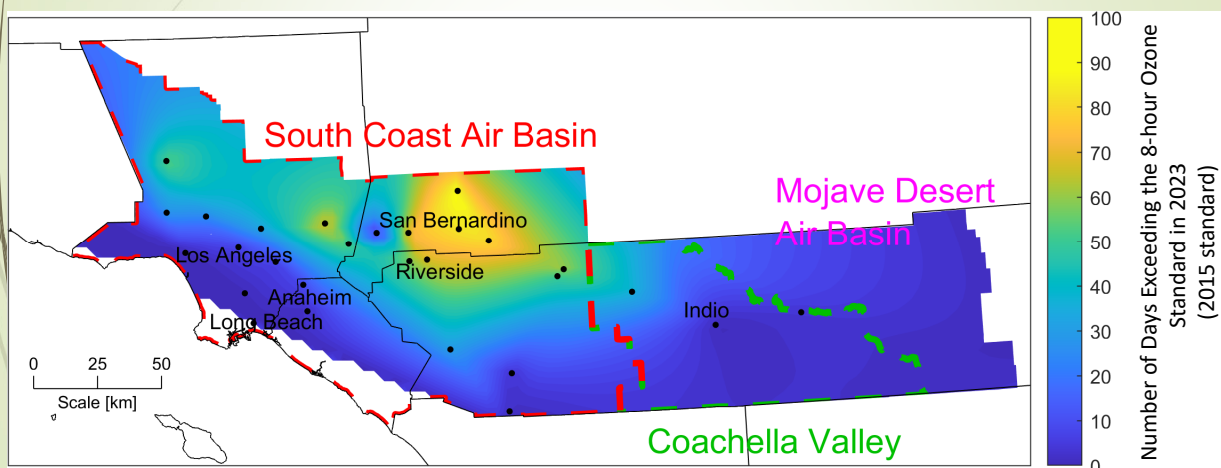 South Coast Air Basin
Mojave Desert
Air Basin
San Bernardino
Los Angeles
Riverside
Anaheim
Long Beach
Indio
Coachella Valley
0 25 50
Scale [km]
100
90
80
70
60
50
40
30
20
10
0
Number of Days Exceeding the 8-hour Ozone
Standard in 2023
(2015 standard)